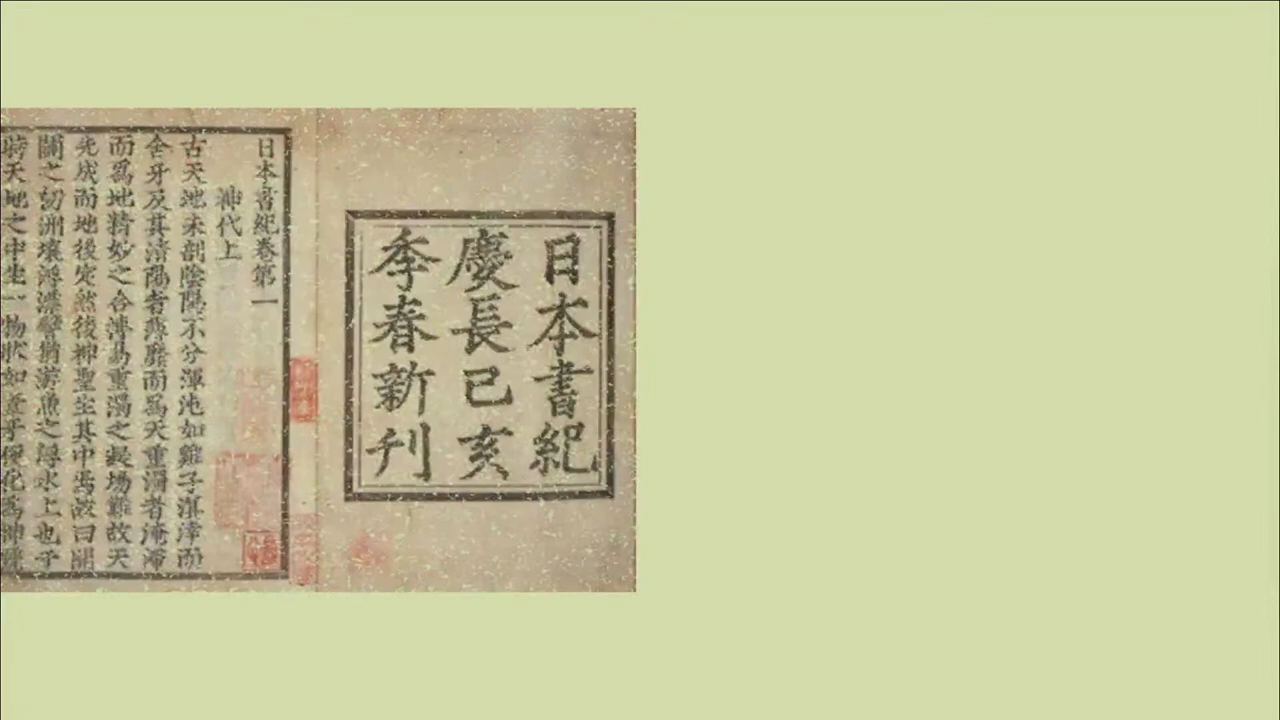 日本書紀
慶長己亥
季春新刊
日本書紀卷第一
神代上
古天地未剖陰陽不分渾沌如雞子溟涬而
含牙及其清陽者薄靡而爲天重濁者淹滯
而爲地精妙之合摶易重濁之凝場難故天
先成而地後定然後神聖生其中焉故曰開
闢之初洲壤浮漂譬猶游魚之浮水上也于
時天地之中生一物狀如葦牙便化爲神號